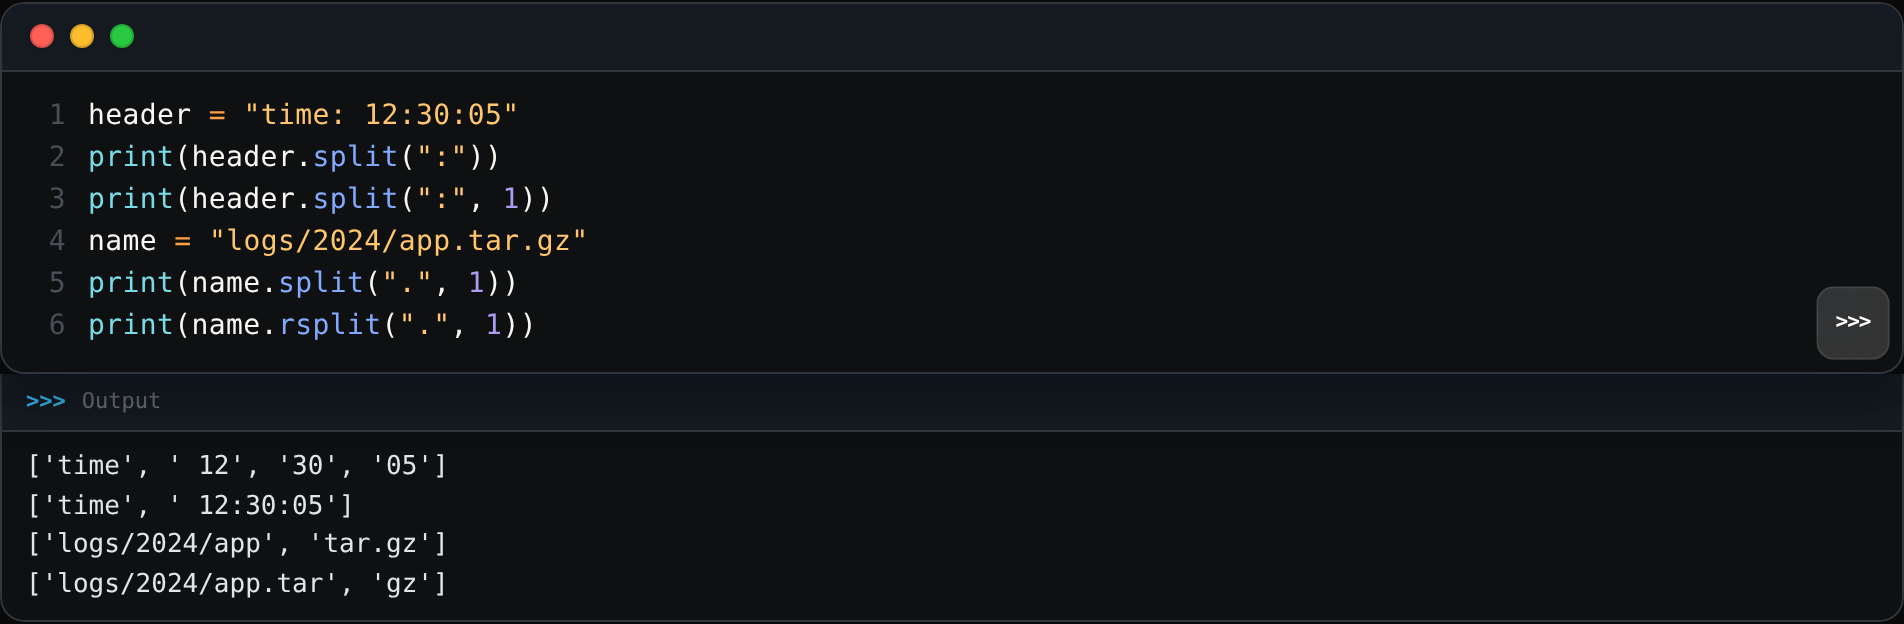 1 header = "time: 12:30:05"
2 print(header.split(":"))
3 print(header.split(":", 1))
4 name = "logs/2024/app.tar.gz"
5 print(name.split(".", 1))
6 print(name.rsplit(".", 1))
>>>
>>> Output
['time', ' 12', '30', '05']
['time', ' 12:30:05']
['logs/2024/app', 'tar.gz']
['logs/2024/app.tar', 'gz']